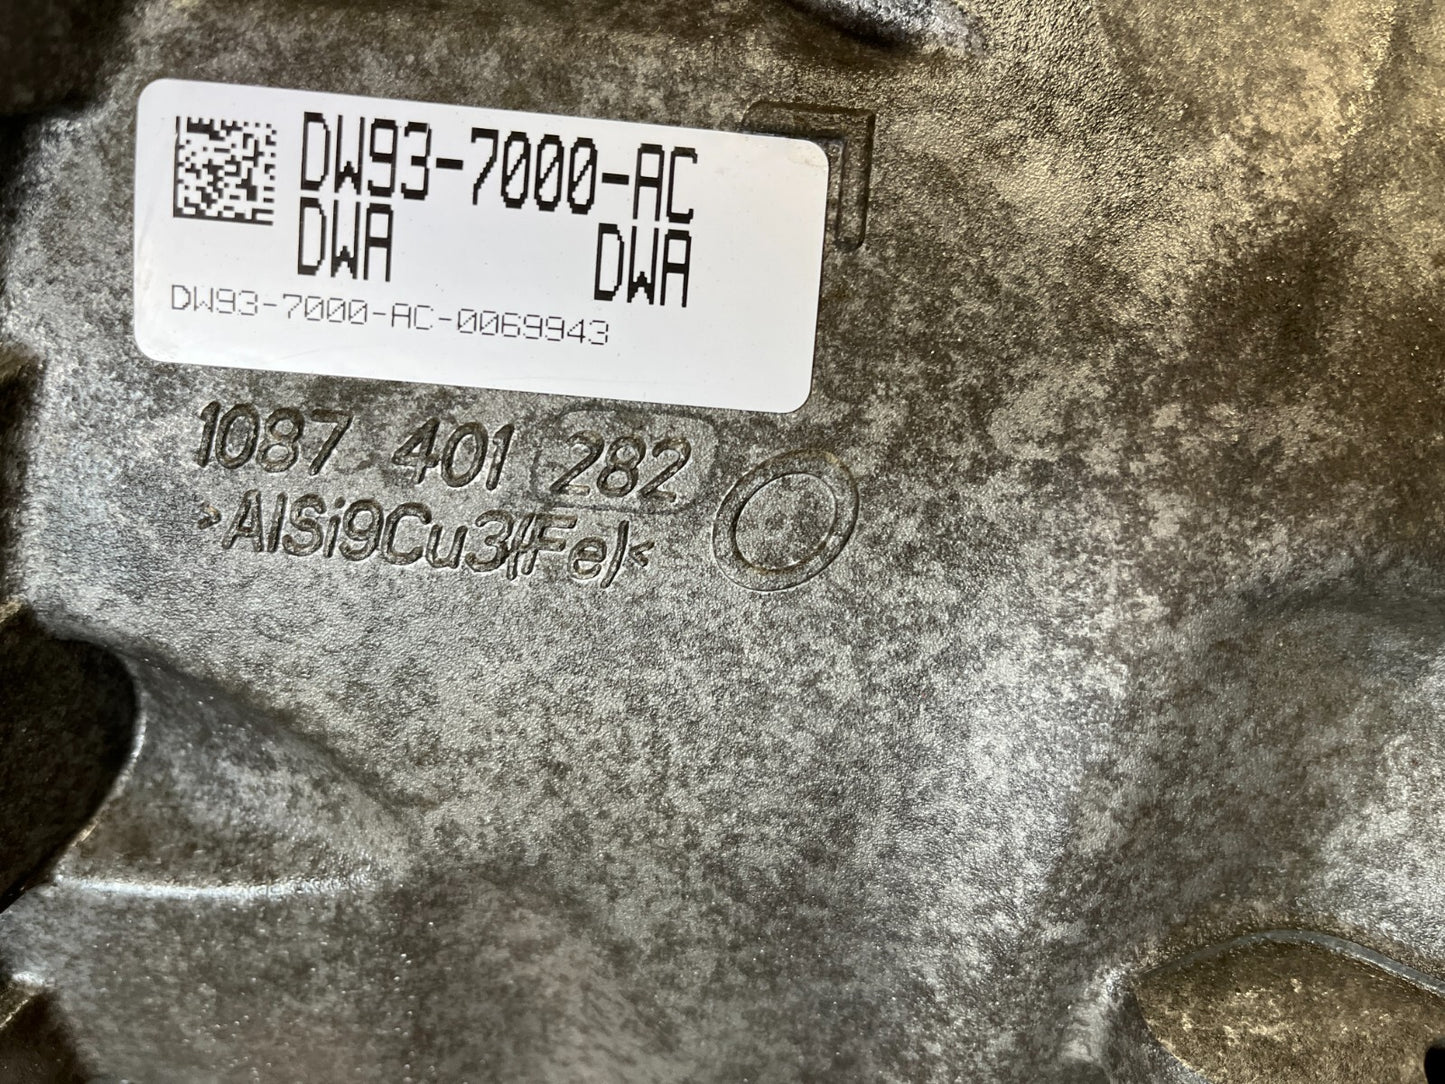 DW93-7000-AC
DWA DWA
DW93-7000-AC-0069943
1087 401 282
>AlSi9Cu3(Fe)<